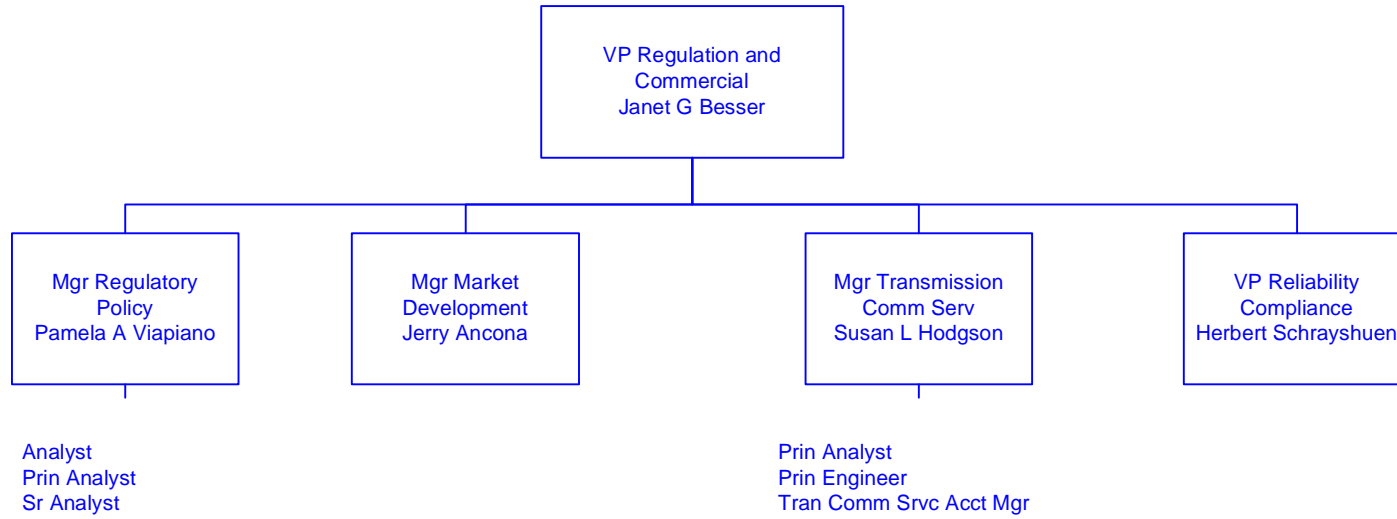 VP Regulation and
Commercial
Janet G Besser
Mgr Regulatory
Policy
Pamela A Viapiano
Mgr Market
Development
Jerry Ancona
Mgr Transmission
Comm Serv
Susan L Hodgson
VP Reliability
Compliance
Herbert Schrayshuen
Analyst
Prin Analyst
Sr Analyst
Prin Analyst
Prin Engineer
Tran Comm Srvc Acct Mgr